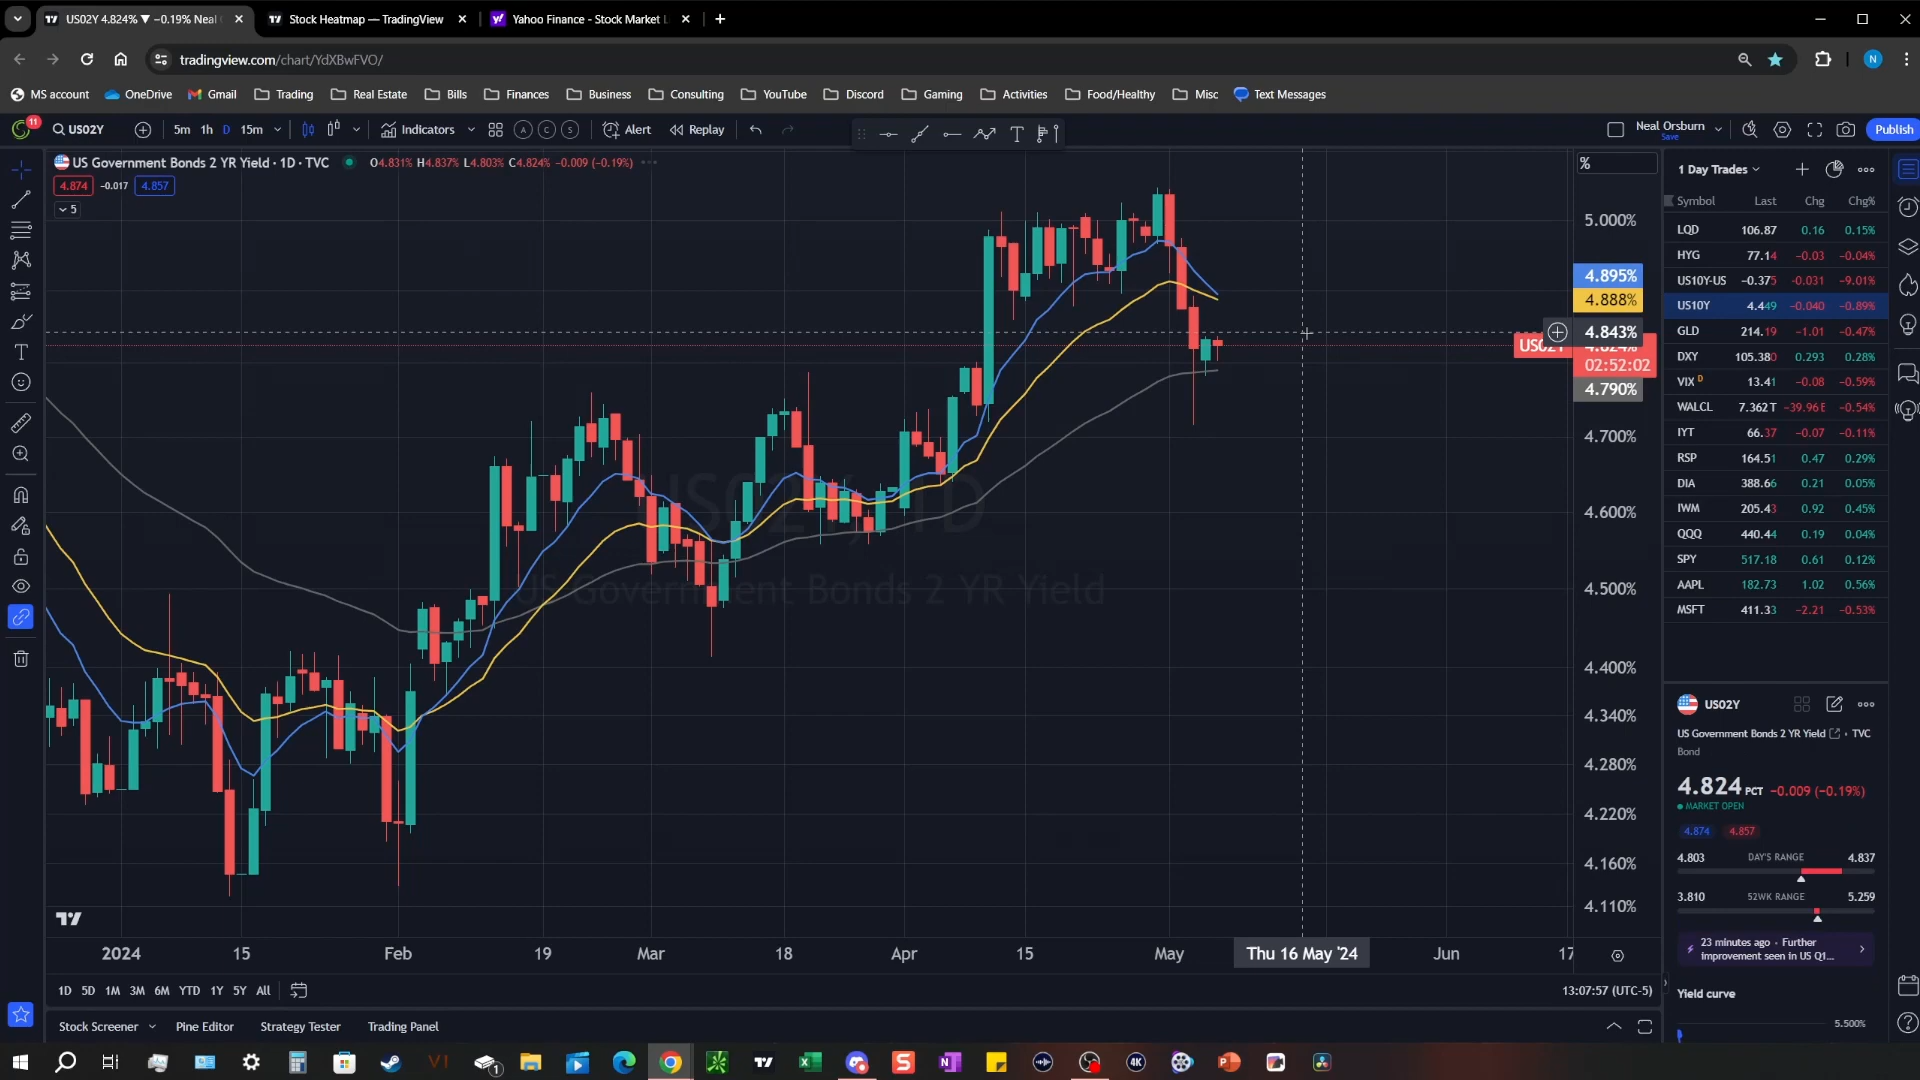 US02Y 4.824% ▼ −0.19% Neal
Stock Heatmap — TradingView
Yahoo Finance - Stock Market
tradingview.com/chart/YdXBwFVO/
MS account OneDrive Gmail Trading Real Estate Bills Finances Business Consulting YouTube Discord Gaming Activities Food/Healthy Misc Text Messages
11
US02Y 5m 1h D 15m Indicators A C S Alert Replay
Neal Orsburn
Save
Publish
US Government Bonds 2 YR Yield · 1D · TVC O4.831% H4.837% L4.803% C4.824% −0.009 (−0.19%)
4.874 -0.017 4.857
5
US Government Bonds 2 YR Yield
%
5.000%
4.895%
4.888%
4.843%
US02Y 4.824%
02:52:02
4.790%
4.700%
4.600%
4.500%
4.400%
4.340%
4.280%
4.220%
4.160%
4.110%
2024 15 Feb 19 Mar 18 Apr 15 May Thu 16 May '24 Jun 17
1D 5D 1M 3M 6M YTD 1Y 5Y All
13:07:57 (UTC-5)
Stock Screener Pine Editor Strategy Tester Trading Panel
1 Day Trades
Symbol Last Chg Chg%
LQD 106.87 0.16 0.15%
HYG 77.14 −0.03 −0.04%
US10Y-US −0.375 −0.031 −9.01%
US10Y 4.449 −0.040 −0.89%
GLD 214.19 −1.01 −0.47%
DXY 105.380 0.293 0.28%
VIX D 13.41 −0.08 −0.59%
WALCL 7.362T −39.96B −0.54%
IYT 66.37 −0.07 −0.11%
RSP 164.51 0.47 0.29%
DIA 388.66 0.21 0.05%
IWM 205.43 0.92 0.45%
QQQ 440.44 0.19 0.04%
SPY 517.18 0.61 0.12%
AAPL 182.73 1.02 0.56%
MSFT 411.33 −2.21 −0.53%
US02Y
US Government Bonds 2 YR Yield · TVC
Bond
4.824 PCT −0.009 (−0.19%)
MARKET OPEN
4.874 4.857
4.803 DAY'S RANGE 4.837
3.810 52WK RANGE 5.259
23 minutes ago · Further
improvement seen in US Q1...
Yield curve
5.500%